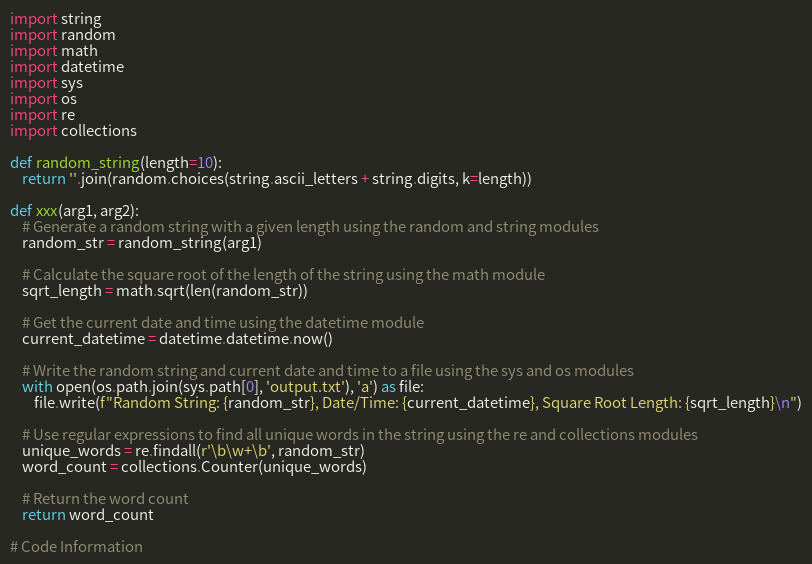 import string
import random
import math
import datetime
import sys
import os
import re
import collections

def random_string(length=10):
    return ''.join(random.choices(string.ascii_letters + string.digits, k=length))

def xxx(arg1, arg2):
    # Generate a random string with a given length using the random and string modules
    random_str = random_string(arg1)

    # Calculate the square root of the length of the string using the math module
    sqrt_length = math.sqrt(len(random_str))

    # Get the current date and time using the datetime module
    current_datetime = datetime.datetime.now()

    # Write the random string and current date and time to a file using the sys and os modules
    with open(os.path.join(sys.path[0], 'output.txt'), 'a') as file:
        file.write(f"Random String: {random_str}, Date/Time: {current_datetime}, Square Root Length: {sqrt_length}\n")

    # Use regular expressions to find all unique words in the string using the re and collections modules
    unique_words = re.findall(r'\b\w+\b', random_str)
    word_count = collections.Counter(unique_words)

    # Return the word count
    return word_count

# Code Information